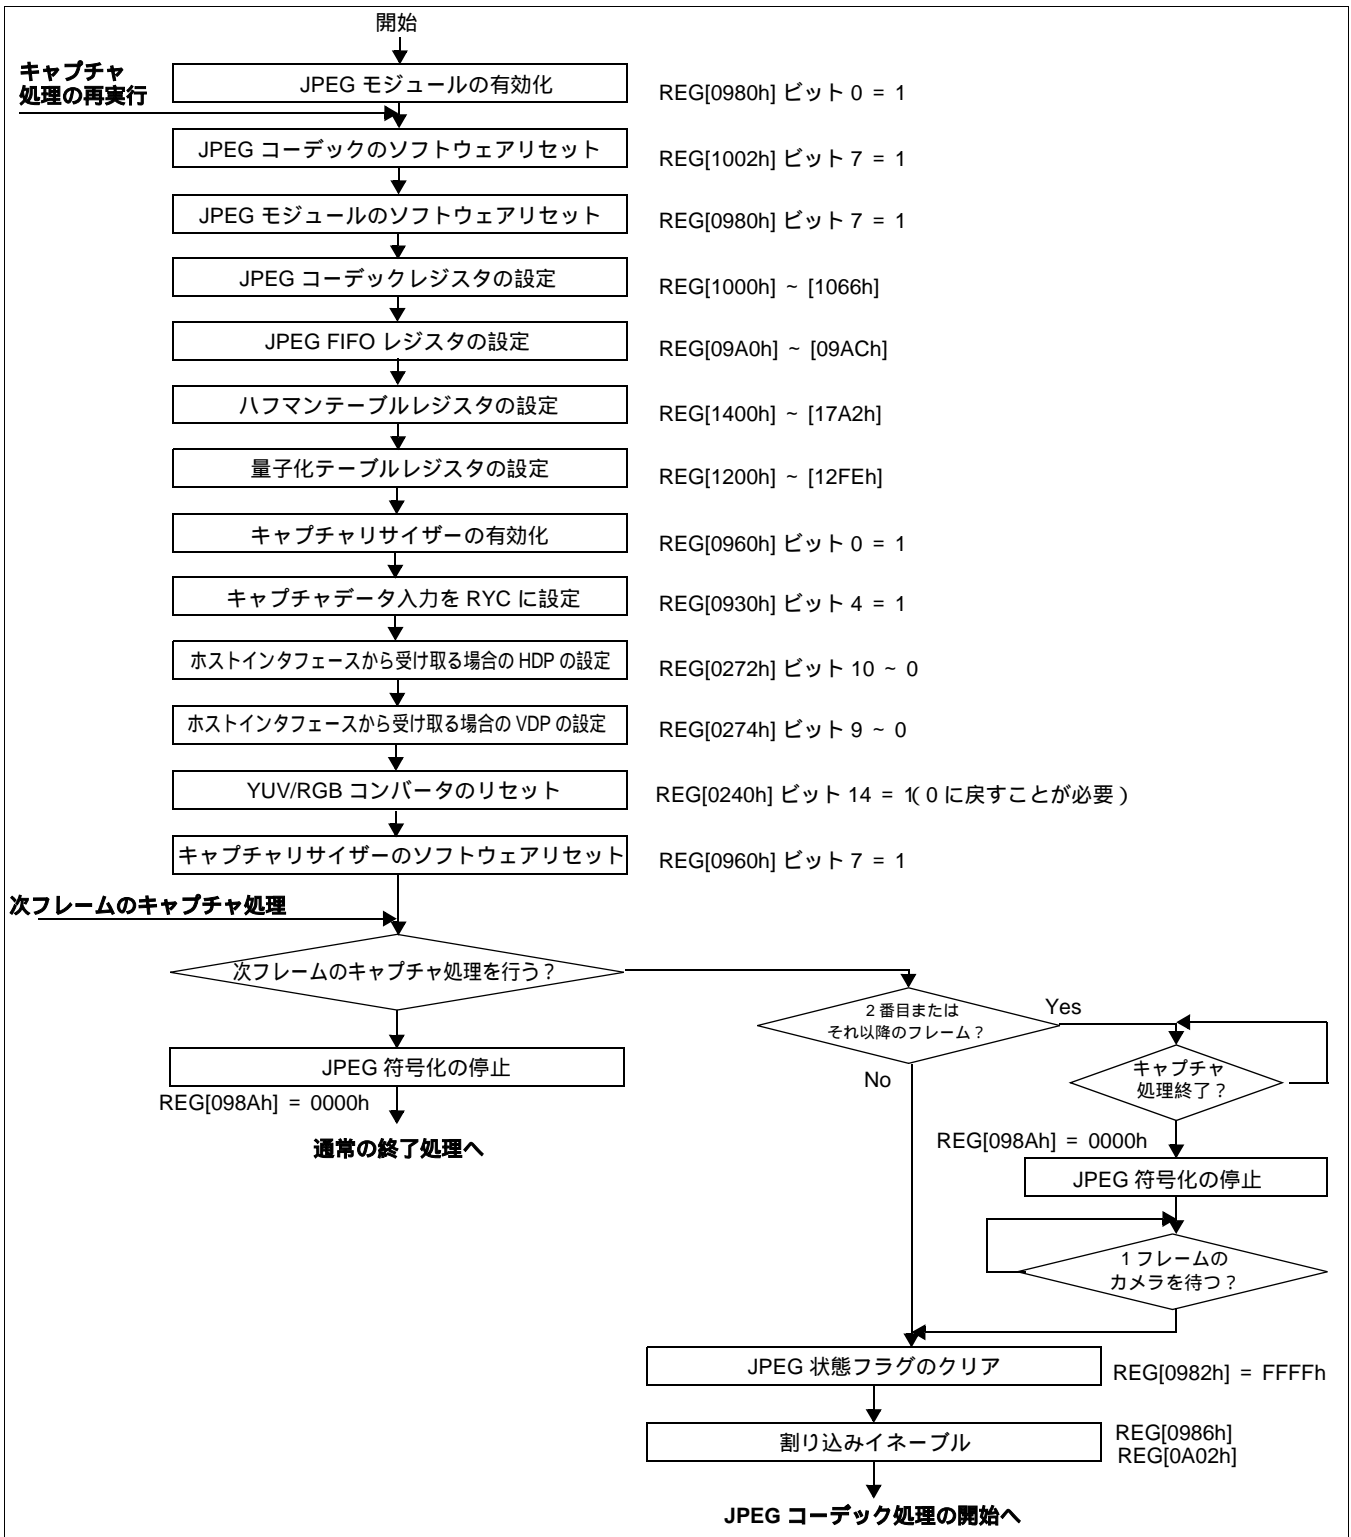 開始
キャプチャ
処理の再実行
JPEG モジュールの有効化
REG[0980h] ビット 0 = 1
JPEG コーデックのソフトウェアリセット
REG[1002h] ビット 7 = 1
JPEG モジュールのソフトウェアリセット
REG[0980h] ビット 7 = 1
JPEG コーデックレジスタの設定
REG[1000h] ~ [1066h]
JPEG FIFO レジスタの設定
REG[09A0h] ~ [09ACh]
ハフマンテーブルレジスタの設定
REG[1400h] ~ [17A2h]
量子化テーブルレジスタの設定
REG[1200h] ~ [12FEh]
キャプチャリサイザーの有効化
REG[0960h] ビット 0 = 1
キャプチャデータ入力を RYC に設定
REG[0930h] ビット 4 = 1
ホストインタフェースから受け取る場合の HDP の設定
REG[0272h] ビット 10 ~ 0
ホストインタフェースから受け取る場合の VDP の設定
REG[0274h] ビット 9 ~ 0
YUV/RGB コンバータのリセット
REG[0240h] ビット 14 = 1( 0 に戻すことが必要 )
キャプチャリサイザーのソフトウェアリセット
REG[0960h] ビット 7 = 1
次フレームのキャプチャ処理
次フレームのキャプチャ処理を行う？
2 番目または
それ以降のフレーム？
Yes
No
キャプチャ
処理終了？
JPEG 符号化の停止
REG[098Ah] = 0000h
通常の終了処理へ
REG[098Ah] = 0000h
JPEG 符号化の停止
1 フレームの
カメラを待つ？
JPEG 状態フラグのクリア
REG[0982h] = FFFFh
割り込みイネーブル
REG[0986h]
REG[0A02h]
JPEG コーデック処理の開始へ